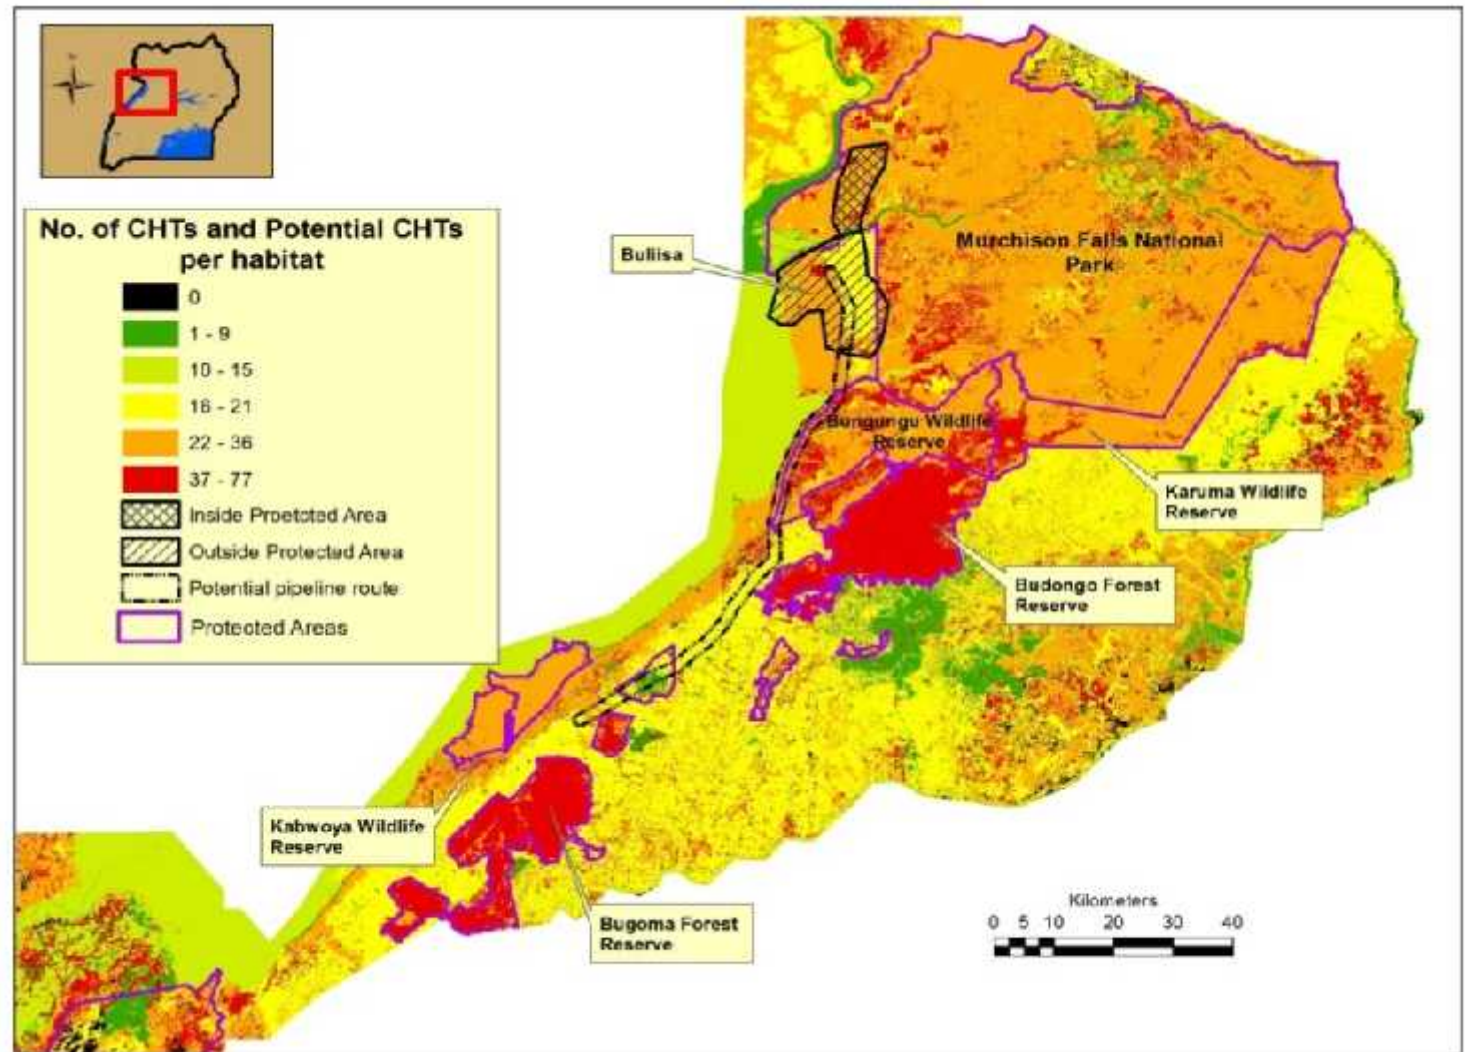 No. of CHTs and Potential CHTs
per habitat
0
1 - 9
10 - 15
16 - 21
22 - 36
37 - 77
Inside Proetcted Area
Outside Protected Area
Potential pipeline route
Protected Areas
Buliisa
Murchison Falls National
Park
Bungungu Wildlife
Reserve
Karuma Wildlife
Reserve
Budongo Forest
Reserve
Kabwoya Wildlife
Reserve
Bugoma Forest
Reserve
Kilometers
0 5 10 20 30 40